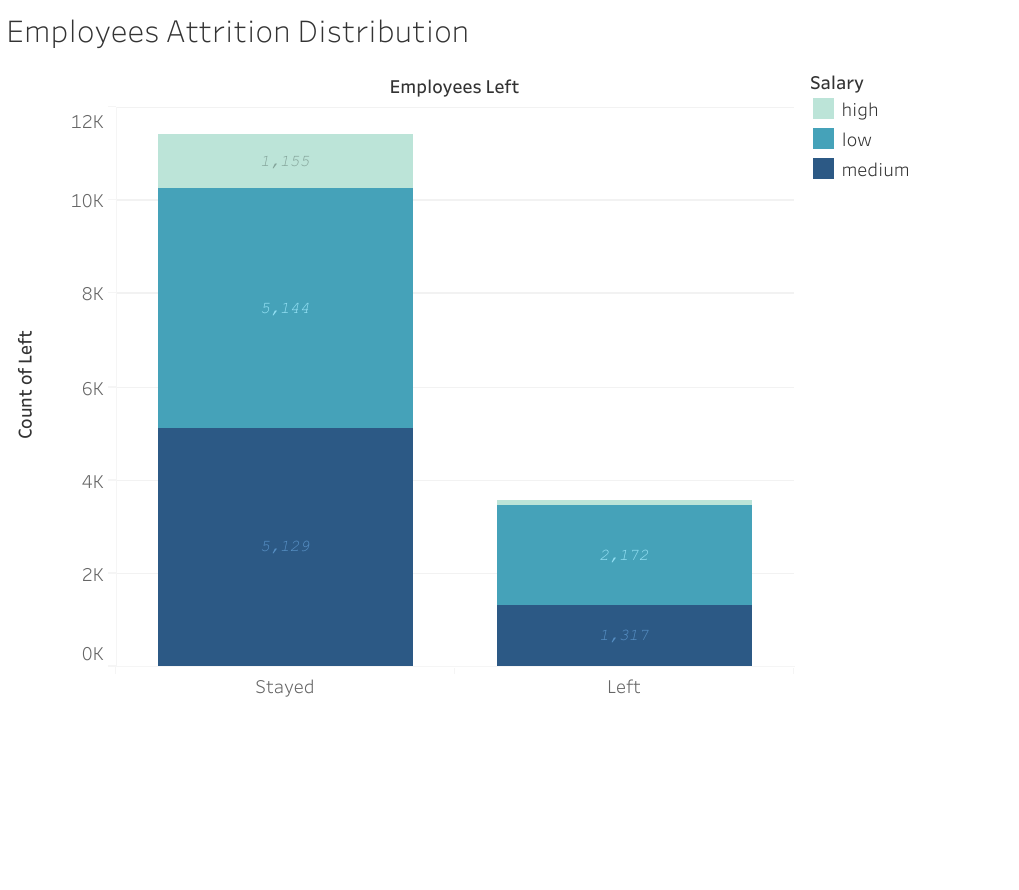 Employees Attrition Distribution
Employees Left
Salary
high
low
medium
Count of Left
12K
10K
8K
6K
4K
2K
0K
1,155
5,144
5,129
2,172
1,317
Stayed
Left